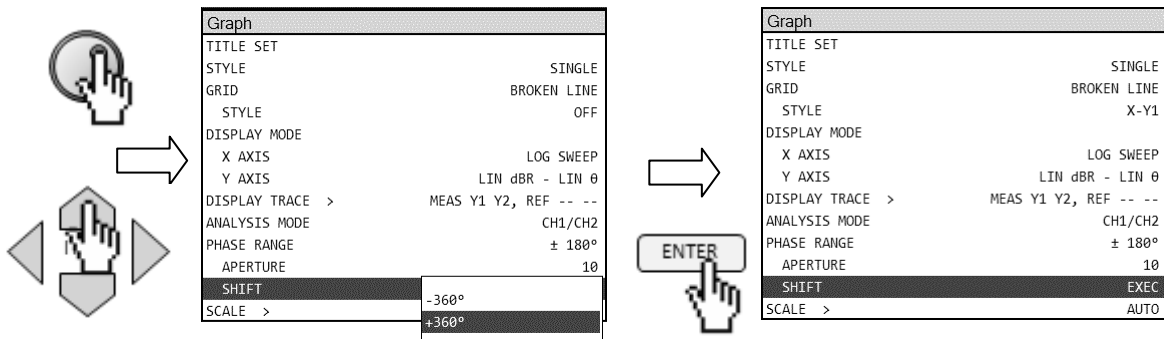 Graph
TITLE SET
STYLE SINGLE
GRID BROKEN LINE
STYLE OFF
DISPLAY MODE
X AXIS LOG SWEEP
Y AXIS LIN dBR - LIN θ
DISPLAY TRACE > MEAS Y1 Y2, REF -- --
ANALYSIS MODE CH1/CH2
PHASE RANGE ± 180°
APERTURE 10
SHIFT
-360°
SCALE >
+360°
ENTER
Graph
TITLE SET
STYLE SINGLE
GRID BROKEN LINE
STYLE X-Y1
DISPLAY MODE
X AXIS LOG SWEEP
Y AXIS LIN dBR - LIN θ
DISPLAY TRACE > MEAS Y1 Y2, REF -- --
ANALYSIS MODE CH1/CH2
PHASE RANGE ± 180°
APERTURE 10
SHIFT EXEC
SCALE > AUTO